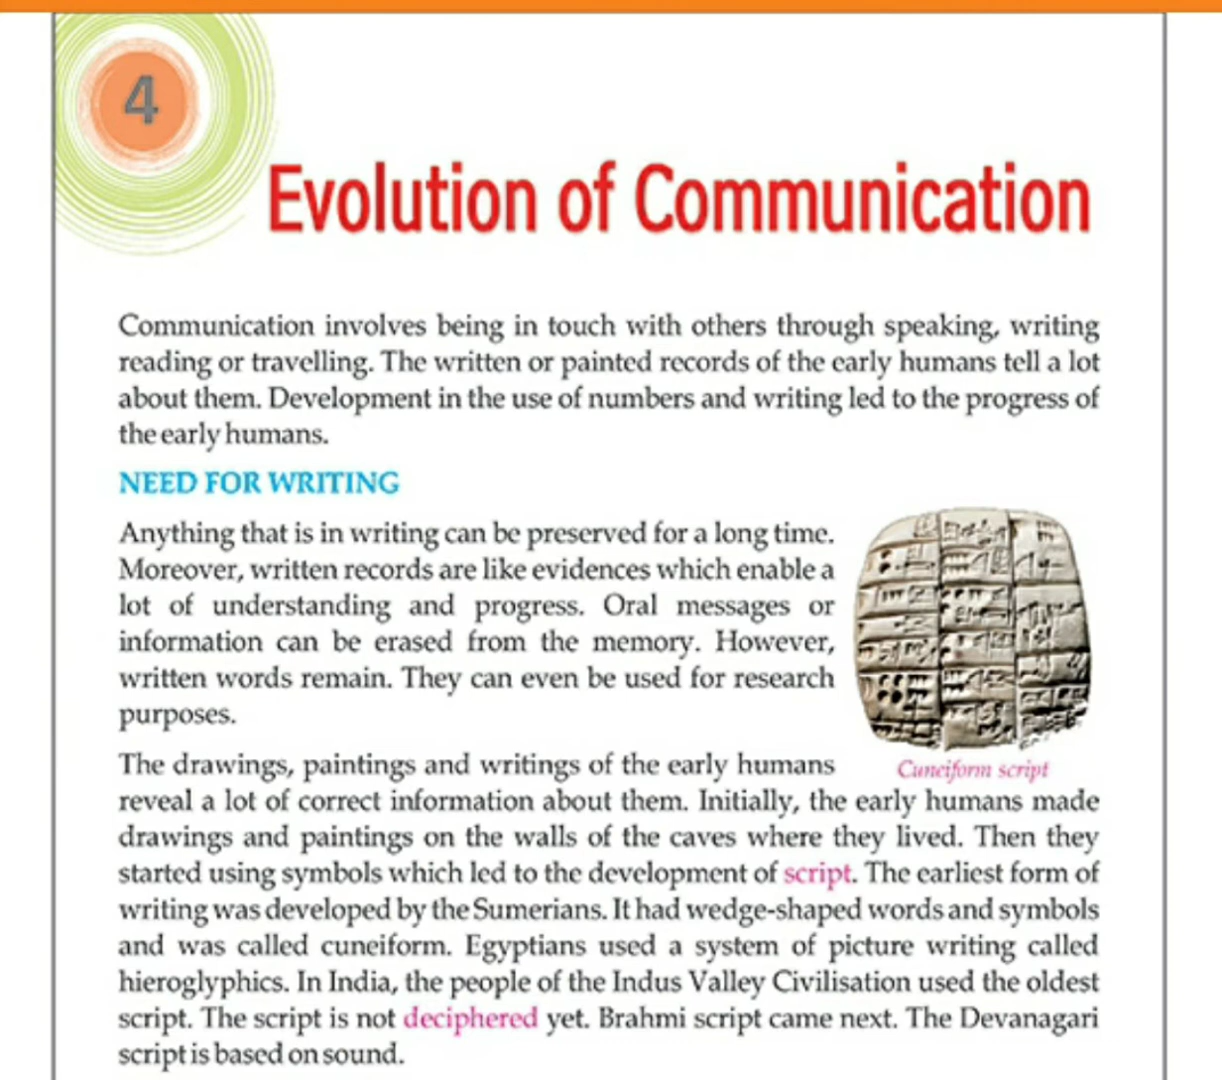 4
Evolution of Communication
Communication involves being in touch with others through speaking, writing
reading or travelling. The written or painted records of the early humans tell a lot
about them. Development in the use of numbers and writing led to the progress of
the early humans.
NEED FOR WRITING
Anything that is in writing can be preserved for a long time.
Moreover, written records are like evidences which enable a
lot of understanding and progress. Oral messages or
information can be erased from the memory. However,
written words remain. They can even be used for research
purposes.
Cuneiform script
The drawings, paintings and writings of the early humans
reveal a lot of correct information about them. Initially, the early humans made
drawings and paintings on the walls of the caves where they lived. Then they
started using symbols which led to the development of script. The earliest form of
writing was developed by the Sumerians. It had wedge-shaped words and symbols
and was called cuneiform. Egyptians used a system of picture writing called
hieroglyphics. In India, the people of the Indus Valley Civilisation used the oldest
script. The script is not deciphered yet. Brahmi script came next. The Devanagari
script is based on sound.